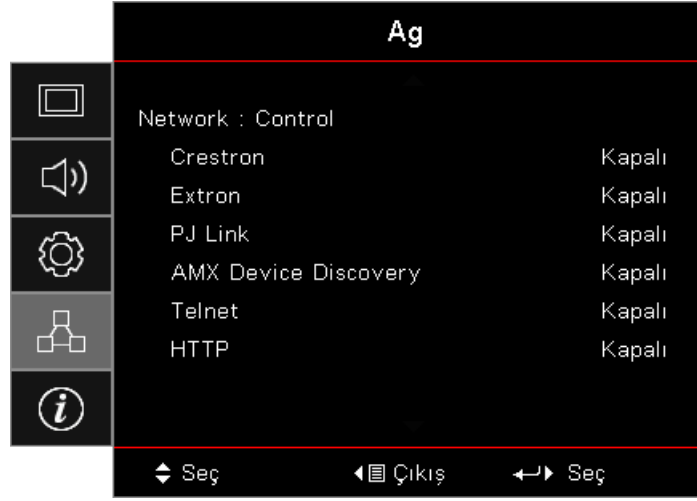 Ag
Network : Control
Crestron Kapalı
Extron Kapalı
PJ Link Kapalı
AMX Device Discovery Kapalı
Telnet Kapalı
HTTP Kapalı
Seç Çıkış Seç